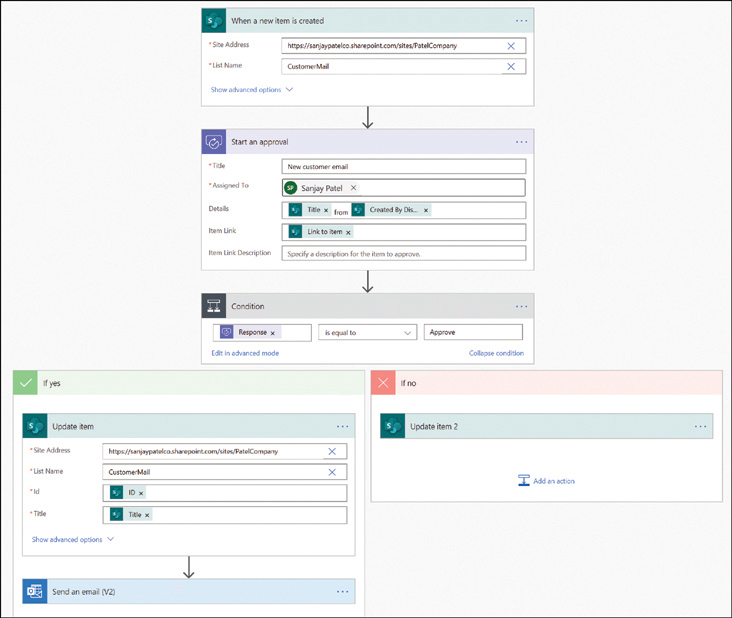 When a new item is created
* Site Address https://sanjaypatelco.sharepoint.com/sites/PatelCompany
* List Name CustomerMail
Show advanced options
Start an approval
* Title New customer email
* Assigned To SP Sanjay Patel
Details Title from Created By Dis...
Item Link Link to item
Item Link Description Specify a description for the item to approve.
Condition
Response is equal to Approve
Edit in advanced mode Collapse condition
If yes
Update item
* Site Address https://sanjaypatelco.sharepoint.com/sites/PatelCompany
* List Name CustomerMail
* Id ID
* Title Title
Show advanced options
Send an email (V2)
If no
Update item 2
Add an action